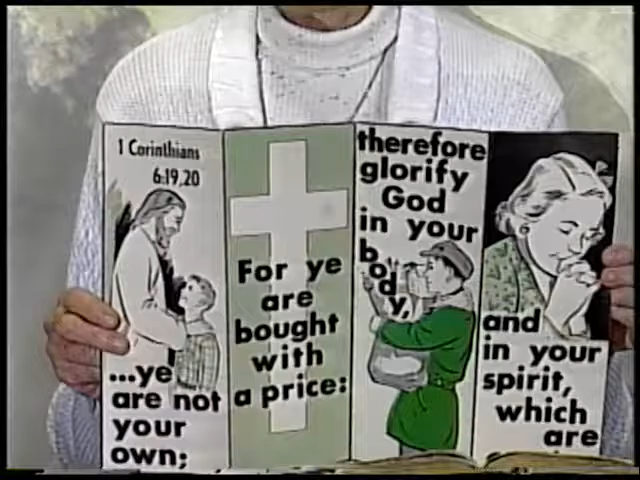 1 Corinthians
6:19,20
...ye
are not
your
own;
For ye
are
bought
with
a price:
therefore
glorify
God
in your
body,
and
in your
spirit,
which
are